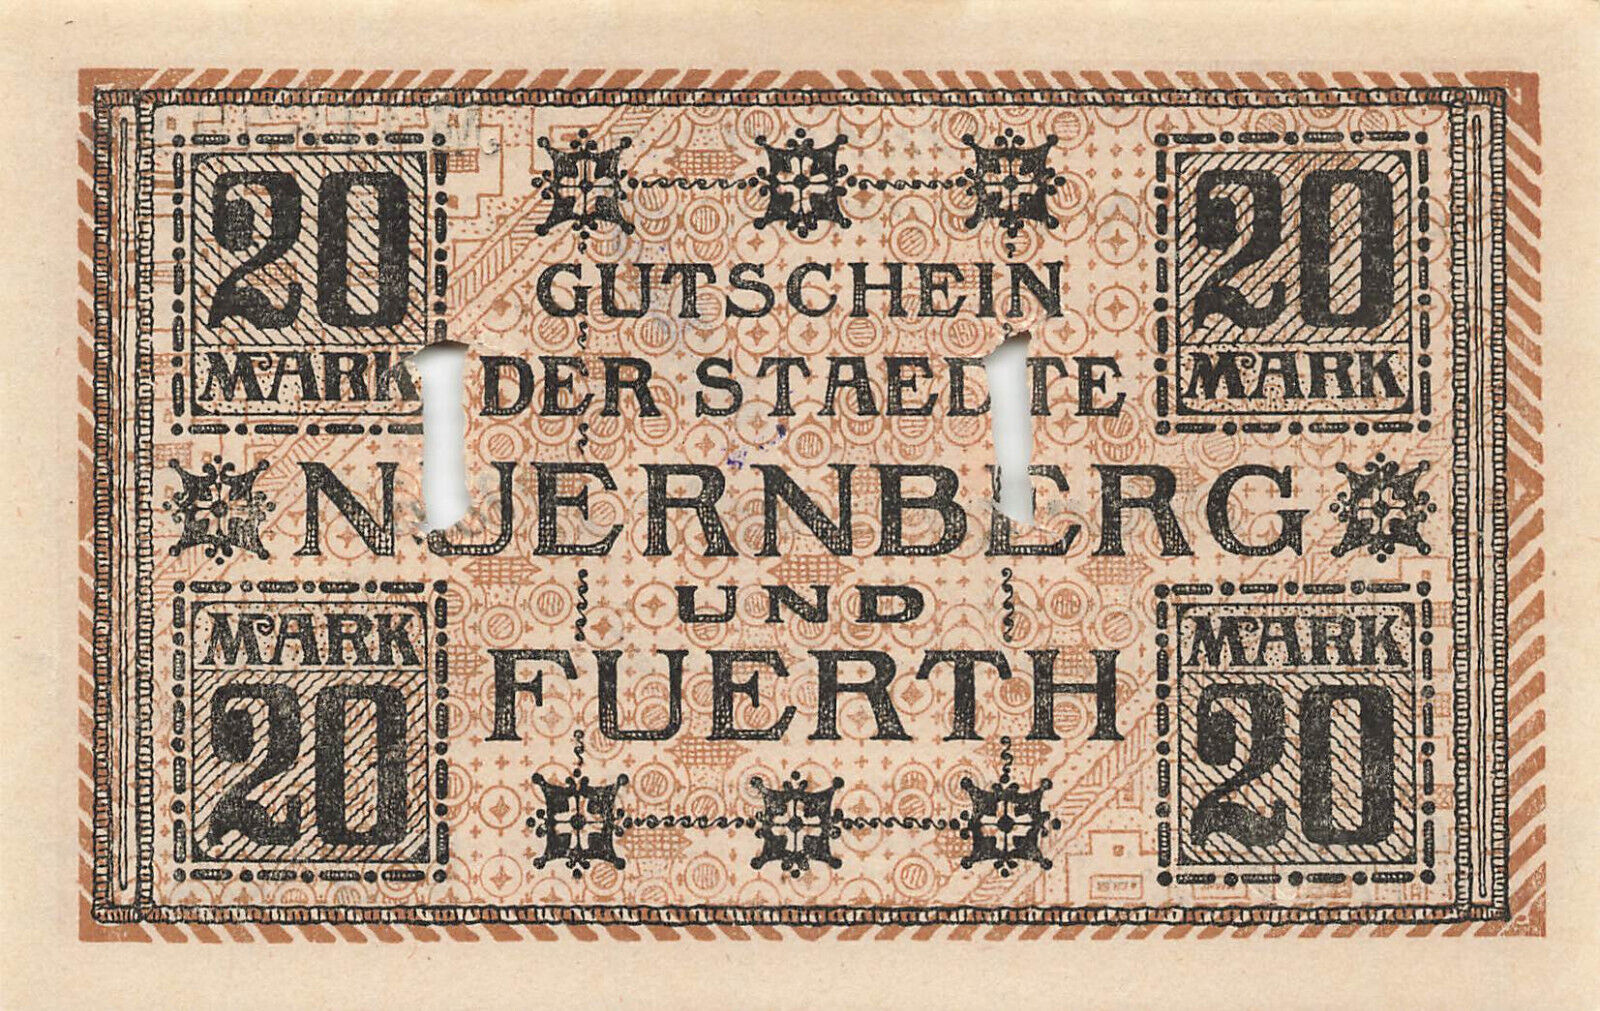 20 MARK
20 MARK
GUTSCHEIN
DER STAEDTE
NUERNBERG
UND
FUERTH
MARK 20
MARK 20